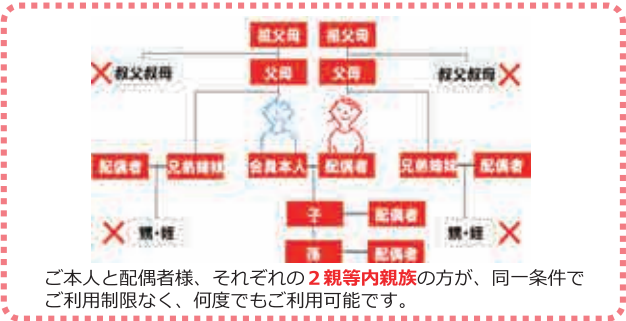 祖父母 祖父母
叔父叔母 父母 父母 叔父叔母
配偶者 兄弟姉妹 会員本人 配偶者 兄弟姉妹 配偶者
甥・姪 子 配偶者 甥・姪
孫 配偶者
ご本人と配偶者様、それぞれの２親等内親族の方が、同一条件で
ご利用制限なく、何度でもご利用可能です。